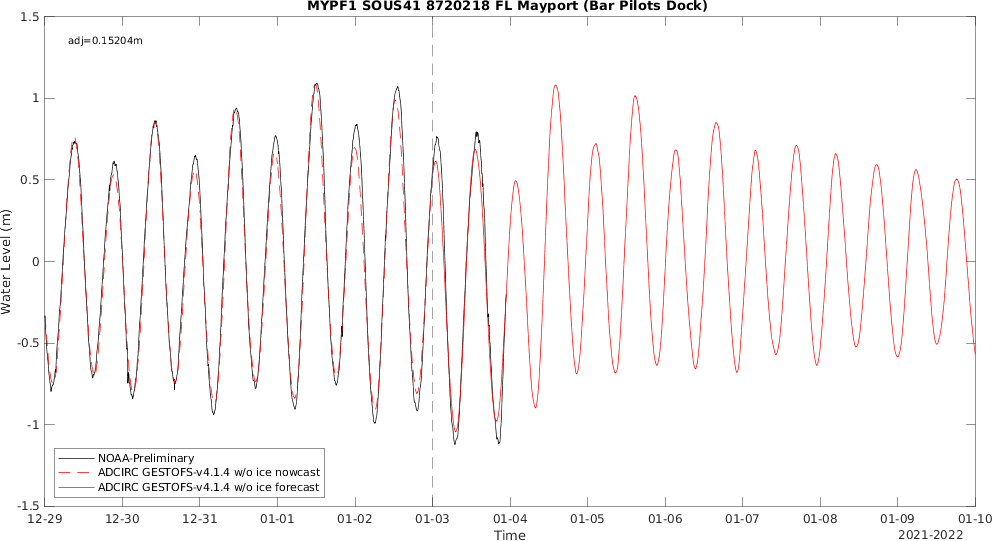 MYPF1 SOUS41 8720218 FL Mayport (Bar Pilots Dock)
adj=0.15204m
1.5
1
0.5
0
-0.5
-1
-1.5
Water Level (m)
NOAA-Preliminary
ADCIRC GESTOFS-v4.1.4 w/o ice nowcast
ADCIRC GESTOFS-v4.1.4 w/o ice forecast
12-29 12-30 12-31 01-01 01-02 01-03 01-04 01-05 01-06 01-07 01-08 01-09 01-10
Time
2021-2022